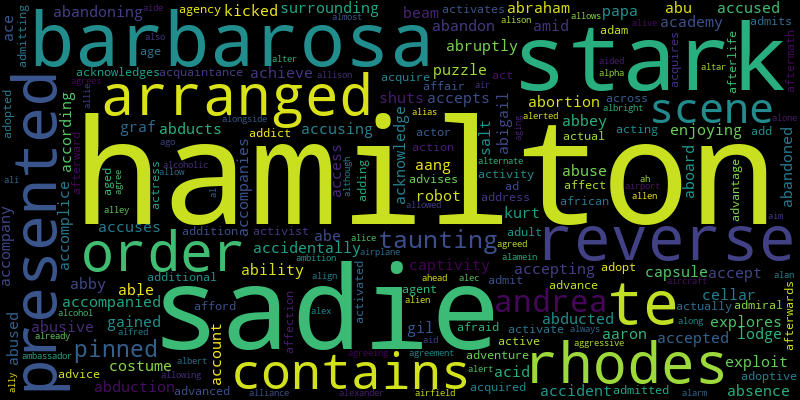 aide abandoning agency kicked surrounding activates abraham abu accused
almost alison allows papa academy admits
ace admitting barbarosa beam abandon amid adam alive afterlife aftermath
also age abruptly stark
acknowledges acquaintance achieve alter allison acquire puzzle act acquires aided alpha altar
adopted according agrees allie arranged shuts affair accepts abortion across albright scene alone
alongside alias salt abbey alerted
graf abducts accusing addict ago actor abigail aging actual acting enjoying add
presented afterward hamilton
ali aged agree actress alcoholic allow accompanies access although adding action acknowledge aang advises activity alternate abuse affect ah airport allen aboard advantage abandoned aim
accomplice alley robot ad address african
accompany accuses additiona activist abe alice allowed kurt adult agreed alamein reverse
order accidentally taunting
abby additional ability ambition airplane captivity accepting adopt capsule accept alan
accompanied able align activated ahead alec admit advance cellar actually aircraft
alcohol afford sadie agent alien andrea te admiral afterwards
abused abusive gained account affection alex gil afraid abducted activate always along explores
already alfred aid active aggressive aaron accepted lodge
ally ambassador pinned albert agreeing agreement adventure rhodes exploit
advice costume contains alert acid adoptive
abduction advanced allowing alliance alexander airfield acquired accident admitted alarm absence